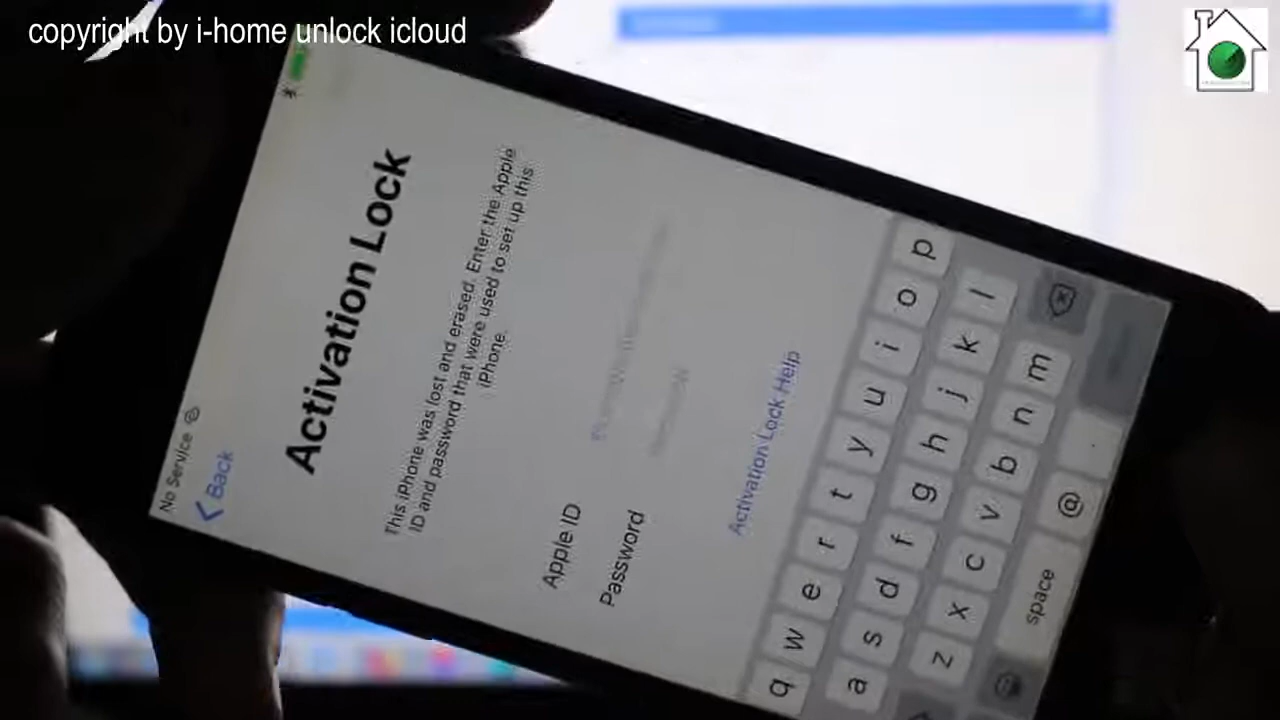 copyright by i-home unlock icloud
No Service
Back
Activation Lock
This iPhone was lost and erased. Enter the Apple
ID and password that were used to set up this
iPhone.
Apple ID
Password
Activation Lock Help
q w e r t y u i o p
a s d f g h j k l
z x c v b n m
space @ .